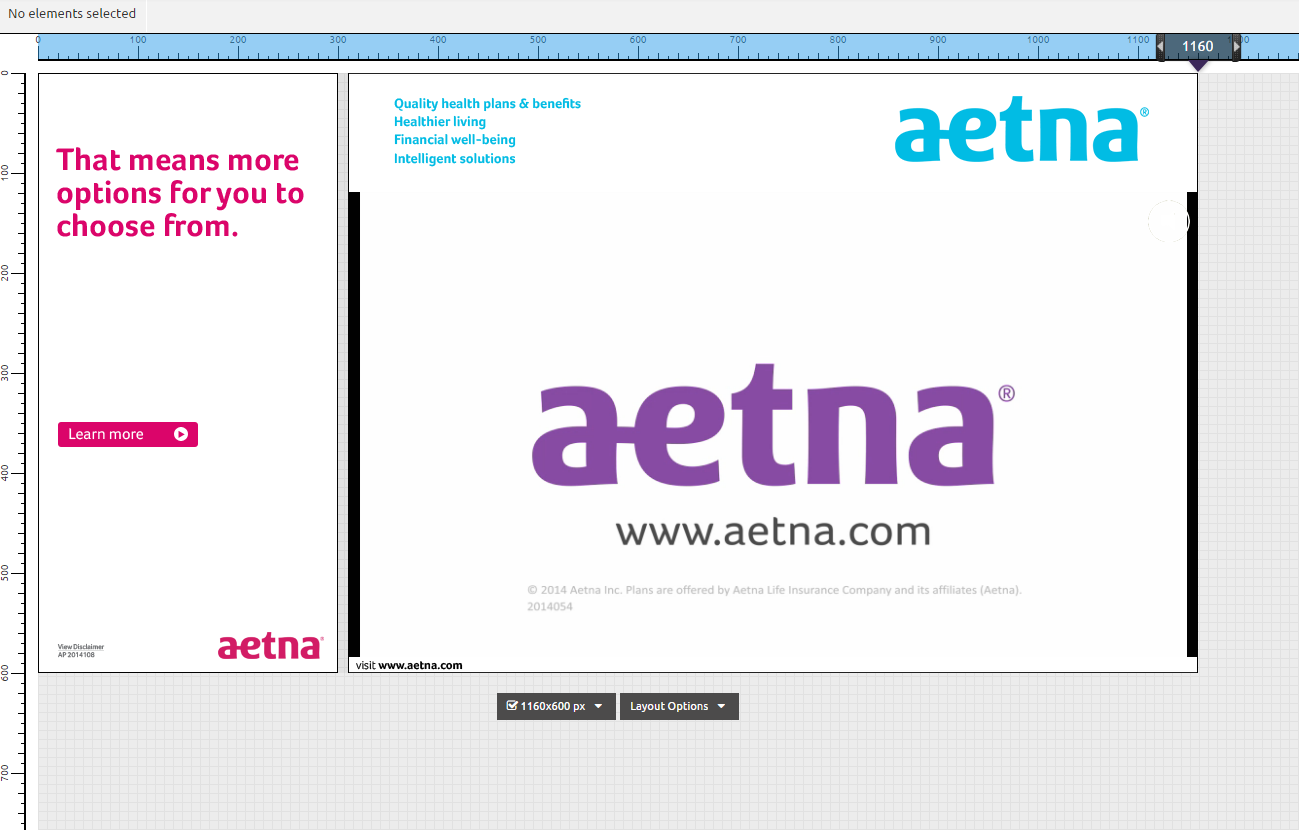 No elements selected
0 100 200 300 400 500 600 700 800 900 1000 1100
1160
0
100
200
300
400
500
600
700
That means more
options for you to
choose from.
Learn more
View Disclaimer
AP 2014108
aetna®
Quality health plans & benefits
Healthier living
Financial well-being
Intelligent solutions
aetna®
aetna®
www.aetna.com
© 2014 Aetna Inc. Plans are offered by Aetna Life Insurance Company and its affiliates (Aetna).
2014054
visit www.aetna.com
1160x600 px
Layout Options